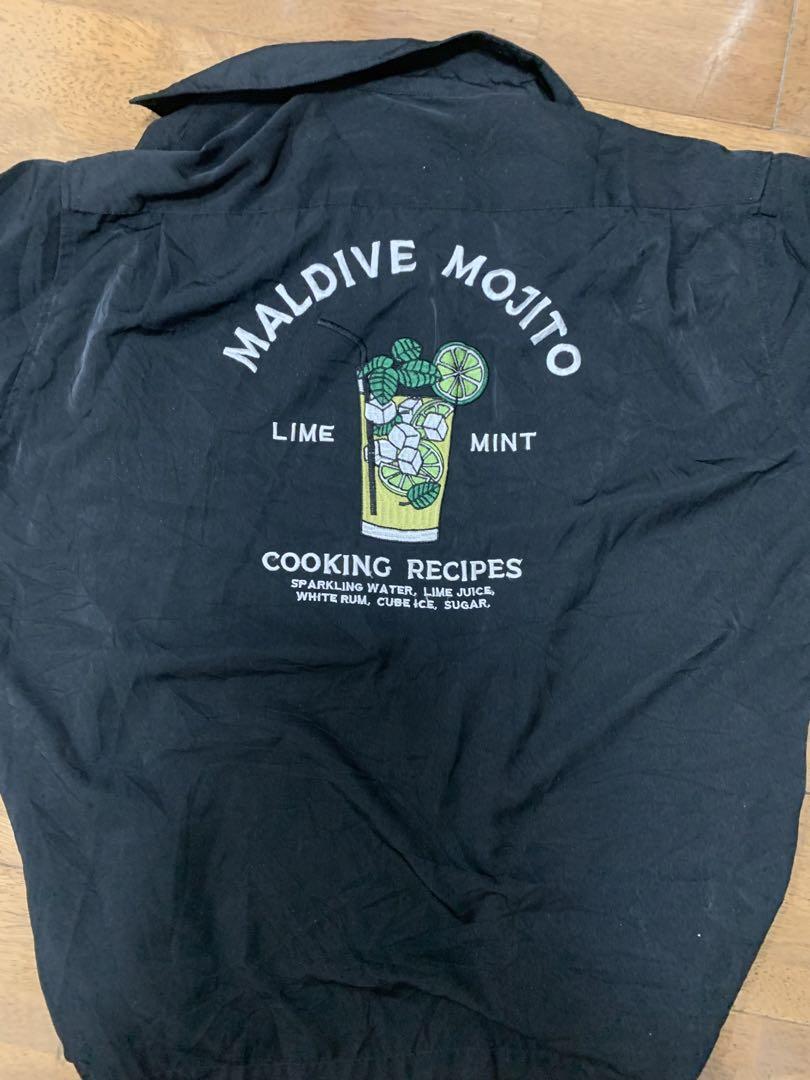 MALDIVE MOJITO
LIME MINT
COOKING RECIPES
SPARKLING WATER, LIME JUICE,
WHITE RUM, CUBE ICE, SUGAR,